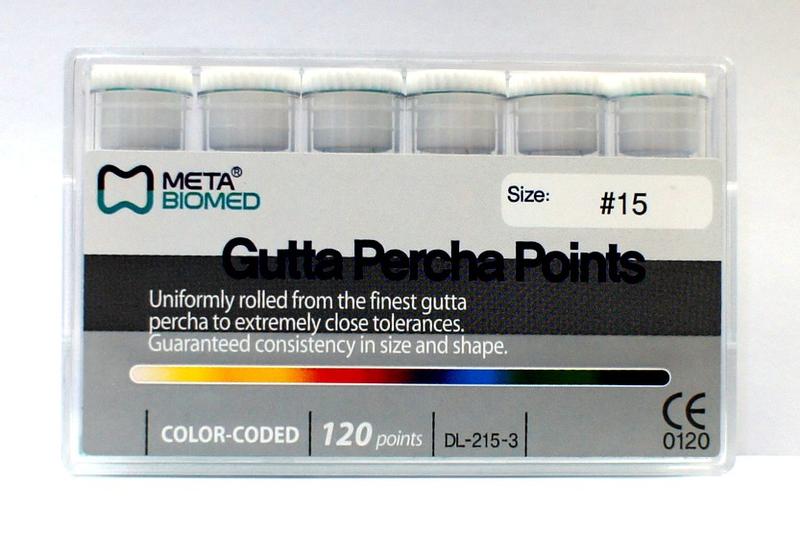 META®
BIOMED
Size: #15
Gutta Percha Points
Uniformly rolled from the finest gutta
percha to extremely close tolerances.
Guaranteed consistency in size and shape.
COLOR-CODED 120 points DL-215-3
CE
0120